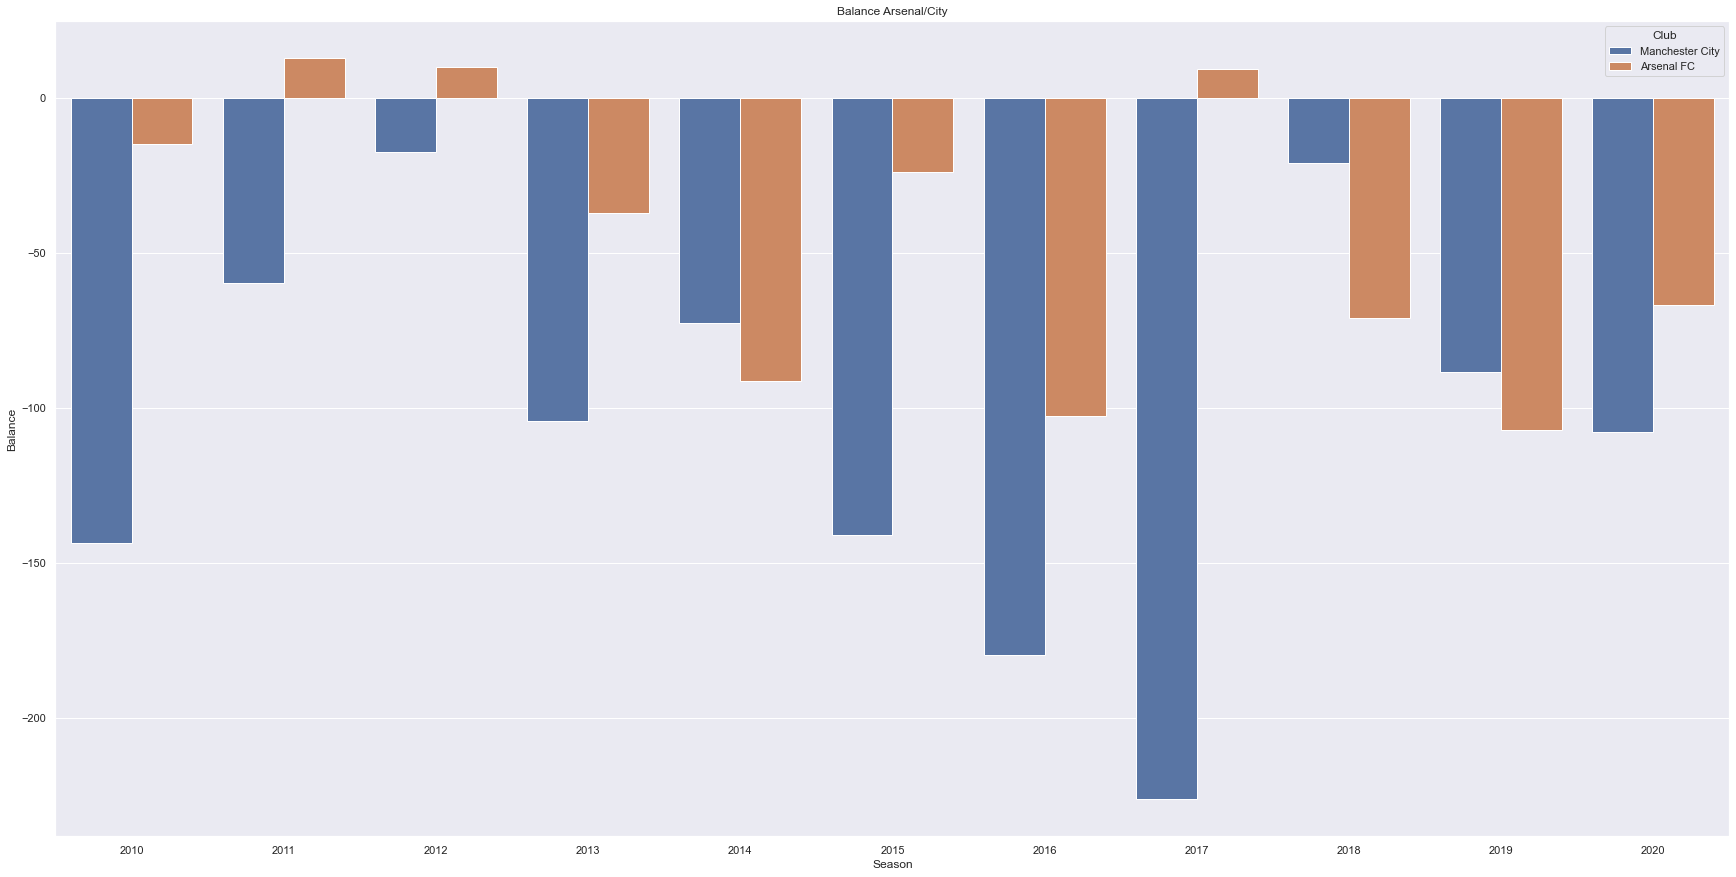 Balance Arsenal/City
Club
Manchester City
Arsenal FC
0
−50
−100
−150
−200
Balance
2010 2011 2012 2013 2014 2015 2016 2017 2018 2019 2020
Season